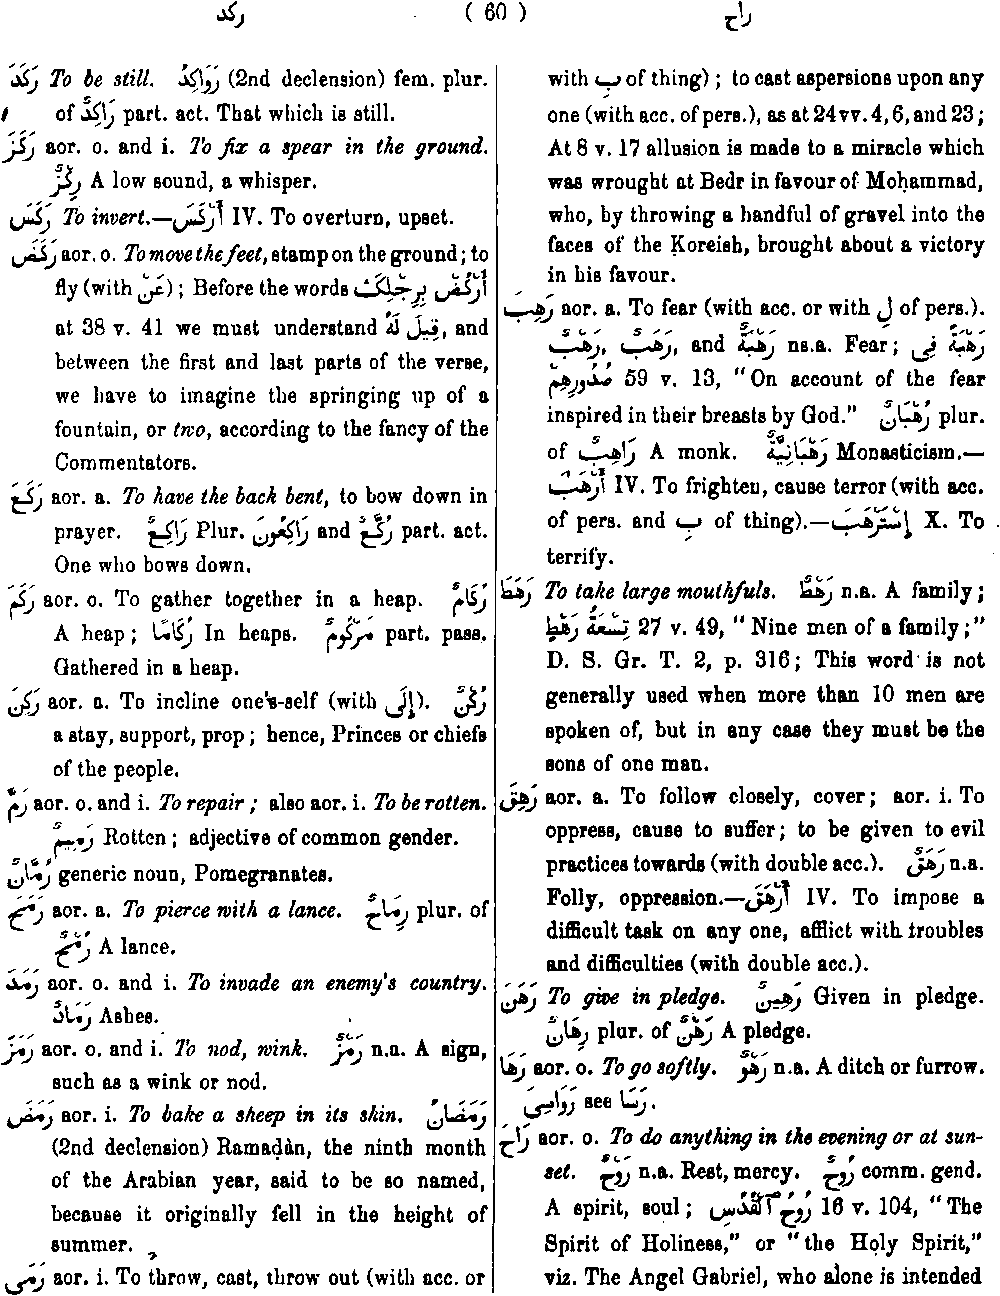 ركد ( 60 ) راح
رَكَدَ To be still. رَوَاكِدُ (2nd declension) fem. plur.
of رَاكِدٌ part. act. That which is still.
رَكَزَ aor. o. and i. To fix a spear in the ground.
رِكْزٌ A low sound, a whisper.
رَكَسَ To invert.—أَرْكَسَ IV. To overturn, upset.
رَكَضَ aor. o. To move the feet, stamp on the ground; to
fly (with عَنْ); Before the words أُرْكُضْ بِرِجْلِكَ
at 38 v. 41 we must understand قِيلَ لَهُ, and
between the first and last parts of the verse,
we have to imagine the springing up of a
fountain, or two, according to the fancy of the
Commentators.
رَكَعَ aor. a. To have the back bent, to bow down in
prayer. رَاكِعٌ Plur. رَاكِعُونَ and رُكَّعٌ part. act.
One who bows down.
رَكَمَ aor. o. To gather together in a heap. رُكَامٌ
A heap; رُكَامًا In heaps. مَرْكُومٌ part. pass.
Gathered in a heap.
رَكِنَ aor. a. To incline one's-self (with إِلَى). رُكْنٌ
a stay, support, prop; hence, Princes or chiefs
of the people.
رَمَّ aor. o. and i. To repair; also aor. i. To be rotten.
رَمِيمٌ Rotten; adjective of common gender.
رُمَّانٌ generic noun, Pomegranates.
رَمَحَ aor. a. To pierce with a lance. رِمَاحٌ plur. of
رُمْحٌ A lance.
رَمَدَ aor. o. and i. To invade an enemy's country.
رَمَادٌ Ashes.
رَمَزَ aor. o. and i. To nod, wink. رَمْزٌ n.a. A sign,
such as a wink or nod.
رَمَضَ aor. i. To bake a sheep in its skin. رَمَضَانُ
(2nd declension) Ramaḍàn, the ninth month
of the Arabian year, said to be so named,
because it originally fell in the height of
summer.
رَمَى aor. i. To throw, cast, throw out (with acc. or
with بِ of thing); to cast aspersions upon any
one (with acc. of pers.), as at 24 vv. 4, 6, and 23;
At 8 v. 17 allusion is made to a miracle which
was wrought at Bedr in favour of Moḥammad,
who, by throwing a handful of gravel into the
faces of the Ḳoreish, brought about a victory
in his favour.
رَهِبَ aor. a. To fear (with acc. or with لِ of pers.).
رَهْبٌ, رَهَبٌ, and رَهْبَةٌ ns.a. Fear; رَهْبَةً فِى
صُدُورِهِمْ 59 v. 13, "On account of the fear
inspired in their breasts by God." رُهْبَانٌ plur.
of رَاهِبٌ A monk. رَهْبَانِيَّةٌ Monasticism.—
أَرْهَبَ IV. To frighten, cause terror (with acc.
of pers. and بِ of thing).—إِسْتَرْهَبَ X. To
terrify.
رَهَطَ To take large mouthfuls. رَهْطٌ n.a. A family;
تِسْعَةُ رَهْطٍ 27 v. 49, "Nine men of a family;"
D. S. Gr. T. 2, p. 316; This word is not
generally used when more than 10 men are
spoken of, but in any case they must be the
sons of one man.
رَهِقَ aor. a. To follow closely, cover; aor. i. To
oppress, cause to suffer; to be given to evil
practices towards (with double acc.). رَهَقٌ n.a.
Folly, oppression.—أَرْهَقَ IV. To impose a
difficult task on any one, afflict with troubles
and difficulties (with double acc.).
رَهَنَ To give in pledge. رَهِينٌ Given in pledge.
رِهَانٌ plur. of رَهْنٌ A pledge.
رَهَا aor. o. To go softly. رَهْوٌ n.a. A ditch or furrow.
رَوَاسِىَ see رَسَا.
رَاحَ aor. o. To do anything in the evening or at sun-
set. رَوْحٌ n.a. Rest, mercy. رُوحٌ comm. gend.
A spirit, soul; رُوحُ ٱلْقُدُسِ 16 v. 104, "The
Spirit of Holiness," or "the Holy Spirit,"
viz. The Angel Gabriel, who alone is intended